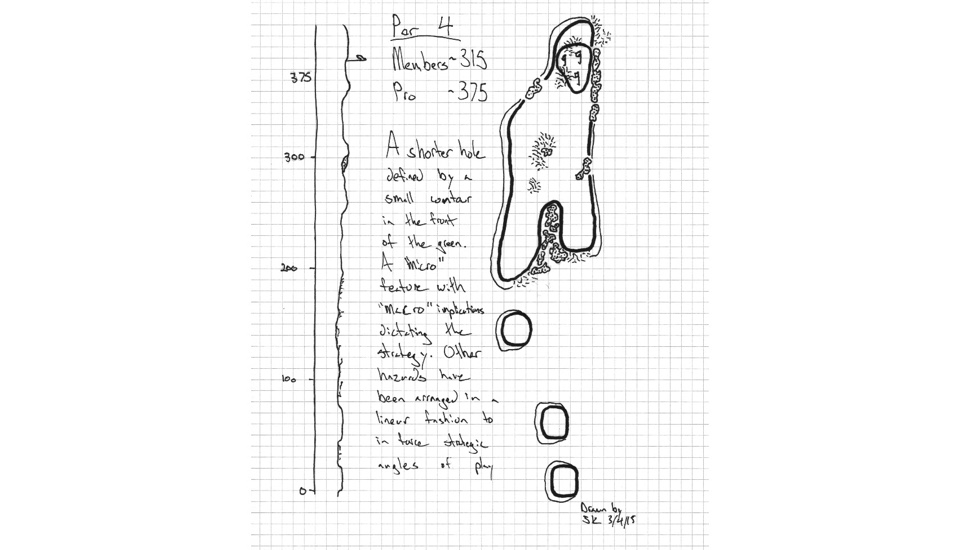 Par 4
Members ~ 315
Pro ~ 375
A shorter hole
defined by a
small contour
in the front
of the green.
A "Micro"
feature with
"Macro" implications
dictating the
strategy. Other
hazards have
been arranged in a
linear fashion to
in force strategic
angles of play
375
300
200
100
0
Drawn by
SK 3/4/15